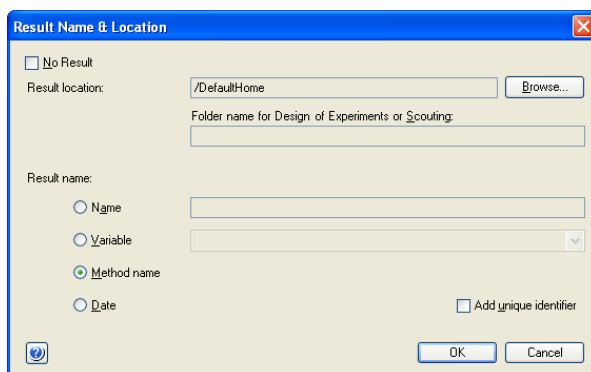 Result Name & Location
No Result
Result location:
/DefaultHome
Browse...
Folder name for Design of Experiments or Scouting:
Result name:
Name
Variable
Method name
Date
Add unique identifier
OK
Cancel